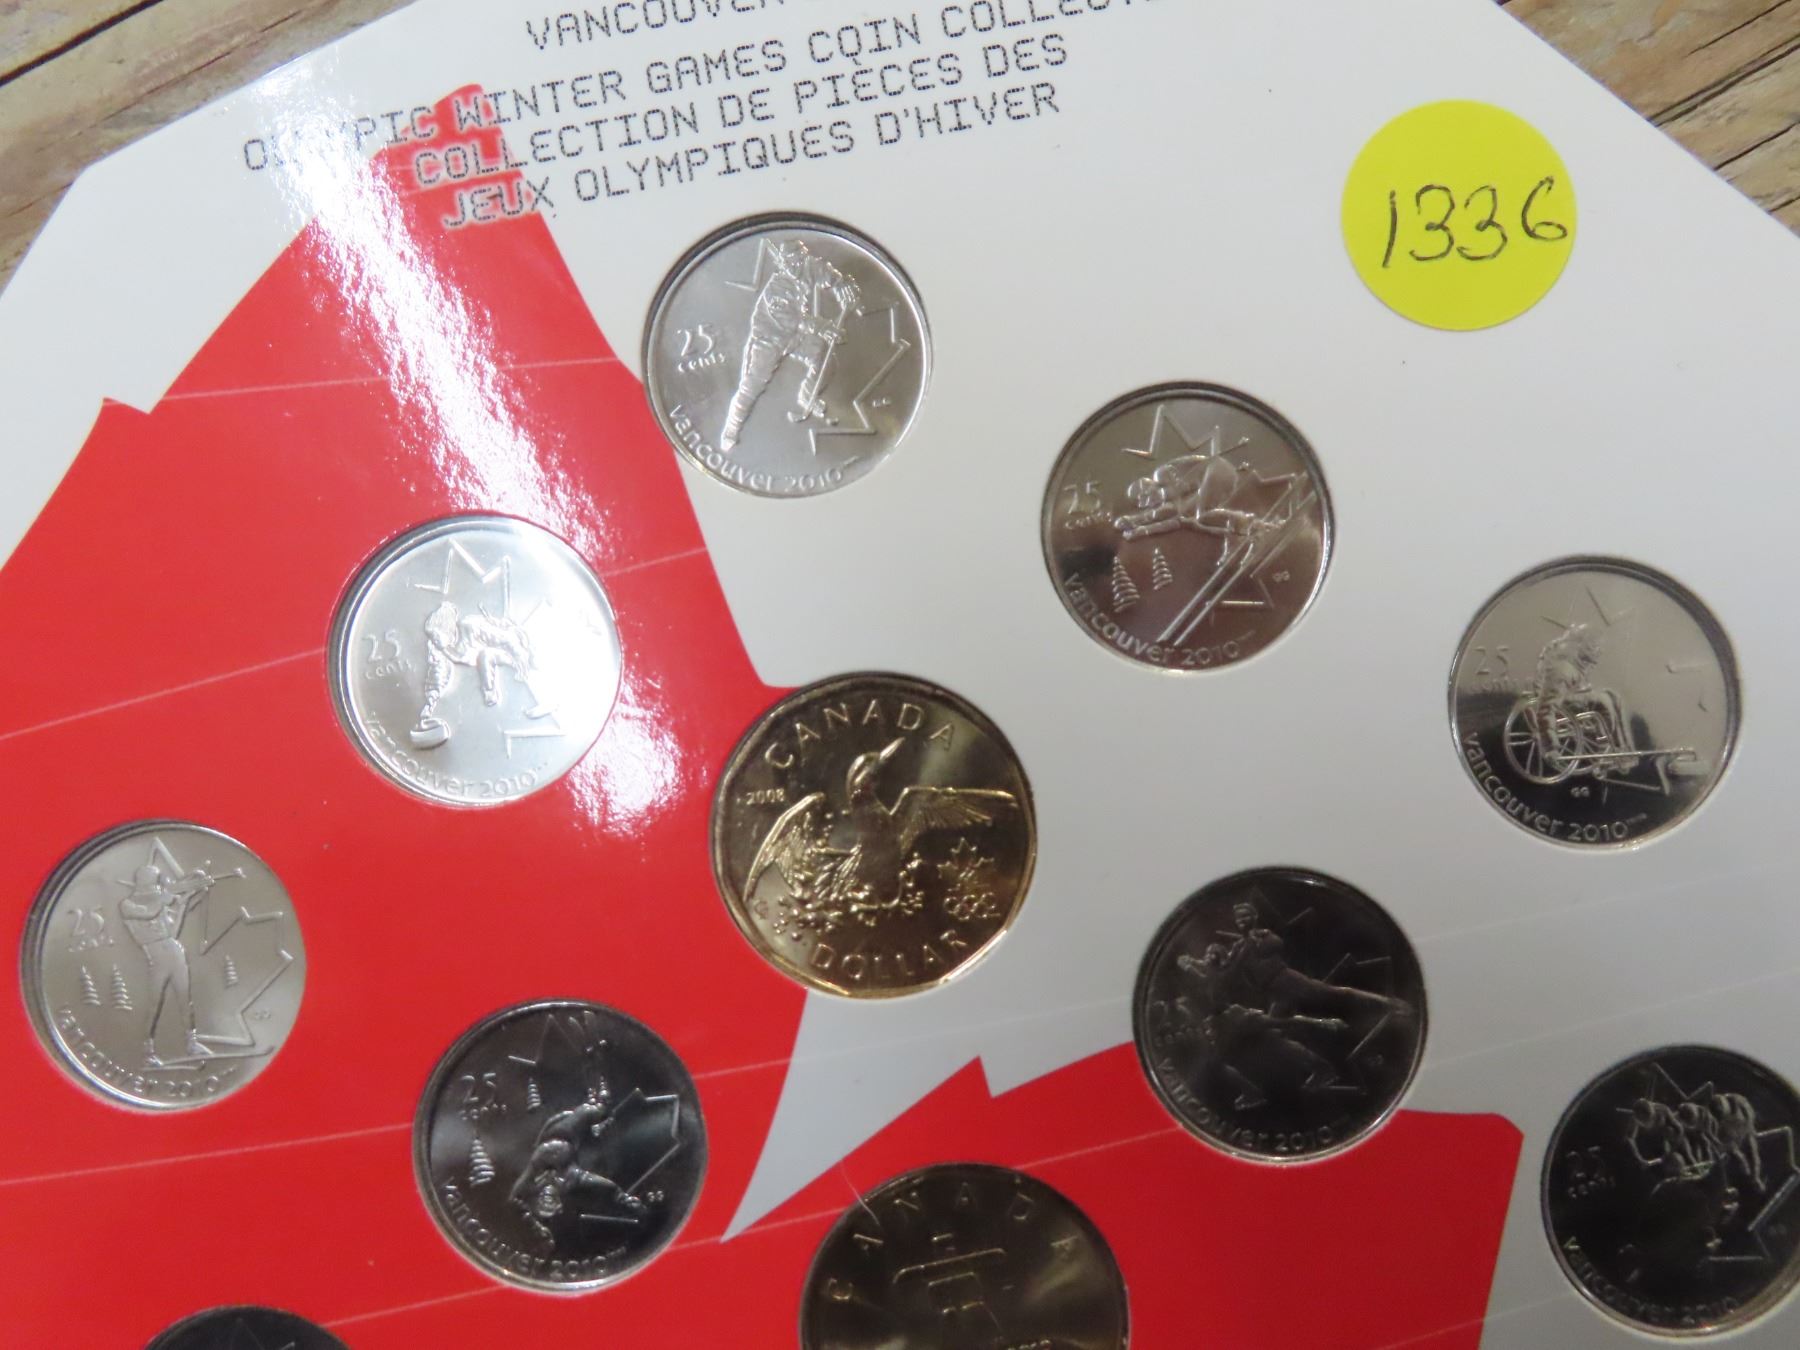 VANCOUVER
OLYMPIC WINTER GAMES COIN
COLLECTION DE PIÈCES DES
JEUX OLYMPIQUES D'HIVER
1336
25
cents
vancouver 2010
25
cents
vancouver 2010
25
cents
vancouver 2010
25
cents
vancouver 2010
CANADA
2008
DOLLAR
25
cents
vancouver 2010
25
cents
vancouver 2010
25
cents
vancouver 2010
25
cents
vancouver 2010
CANADA